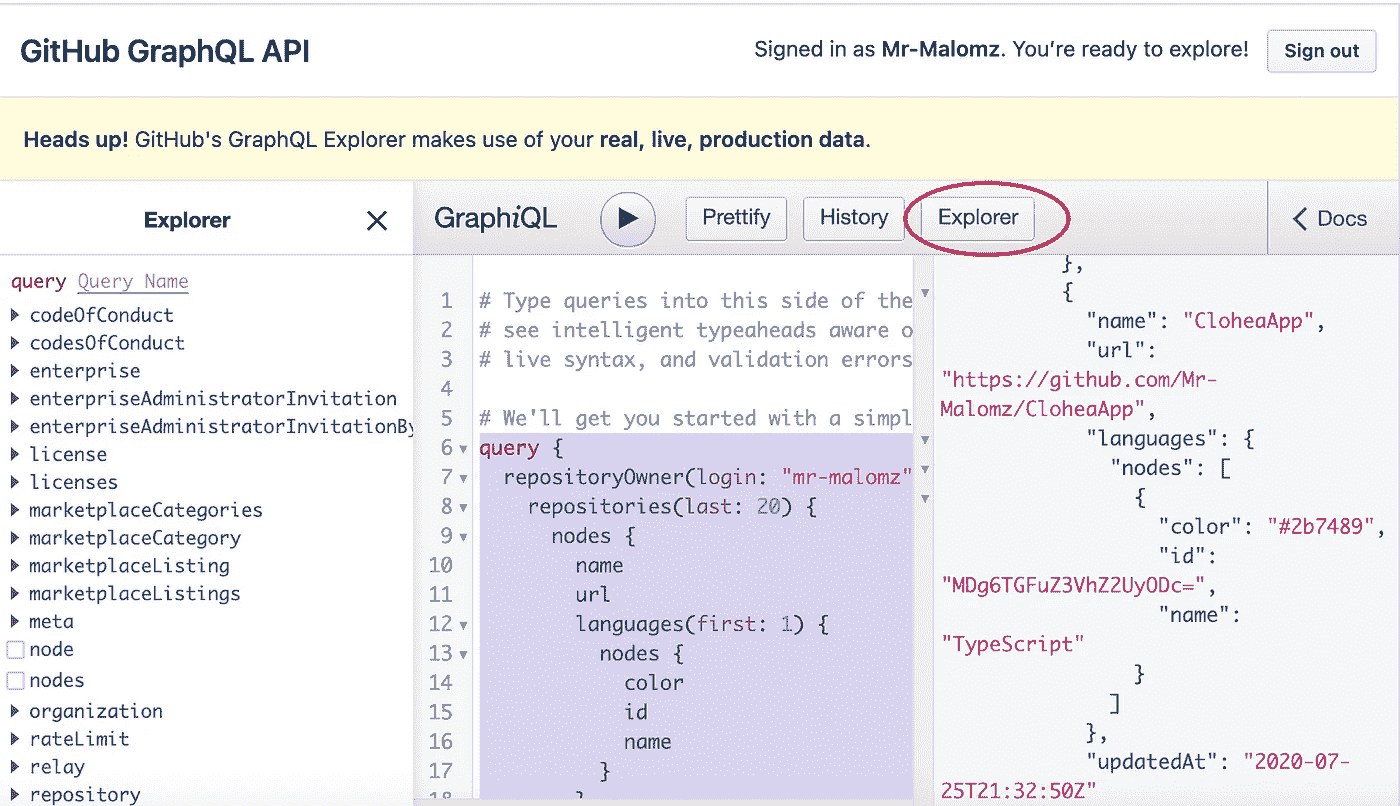 GitHub GraphQL API
Signed in as Mr-Malomz. You're ready to explore!
Sign out
Heads up! GitHub's GraphQL Explorer makes use of your real, live, production data.
Explorer
query Query Name
codeOfConduct
codesOfConduct
enterprise
enterpriseAdministratorInvitation
enterpriseAdministratorInvitationBy
license
licenses
marketplaceCategories
marketplaceCategory
marketplaceListing
marketplaceListings
meta
node
nodes
organization
rateLimit
relay
repository
GraphiQL
Prettify
History
Explorer
Docs
1 # Type queries into this side of the
2 # see intelligent typeaheads aware o
3 # live syntax, and validation errors
4
5 # We'll get you started with a simpl
6 query {
7 repositoryOwner(login: "mr-malomz"
8 repositories(last: 20) {
9 nodes {
10 name
11 url
12 languages(first: 1) {
13 nodes {
14 color
15 id
16 name
17 }
18 }
},
{
"name": "CloheaApp",
"url":
"https://github.com/Mr-
Malomz/CloheaApp",
"languages": {
"nodes": [
{
"color": "#2b7489",
"id":
"MDg6TGFuZ3VhZ2UyODc=",
"name":
"TypeScript"
}
]
},
"updatedAt": "2020-07-
25T21:32:50Z"